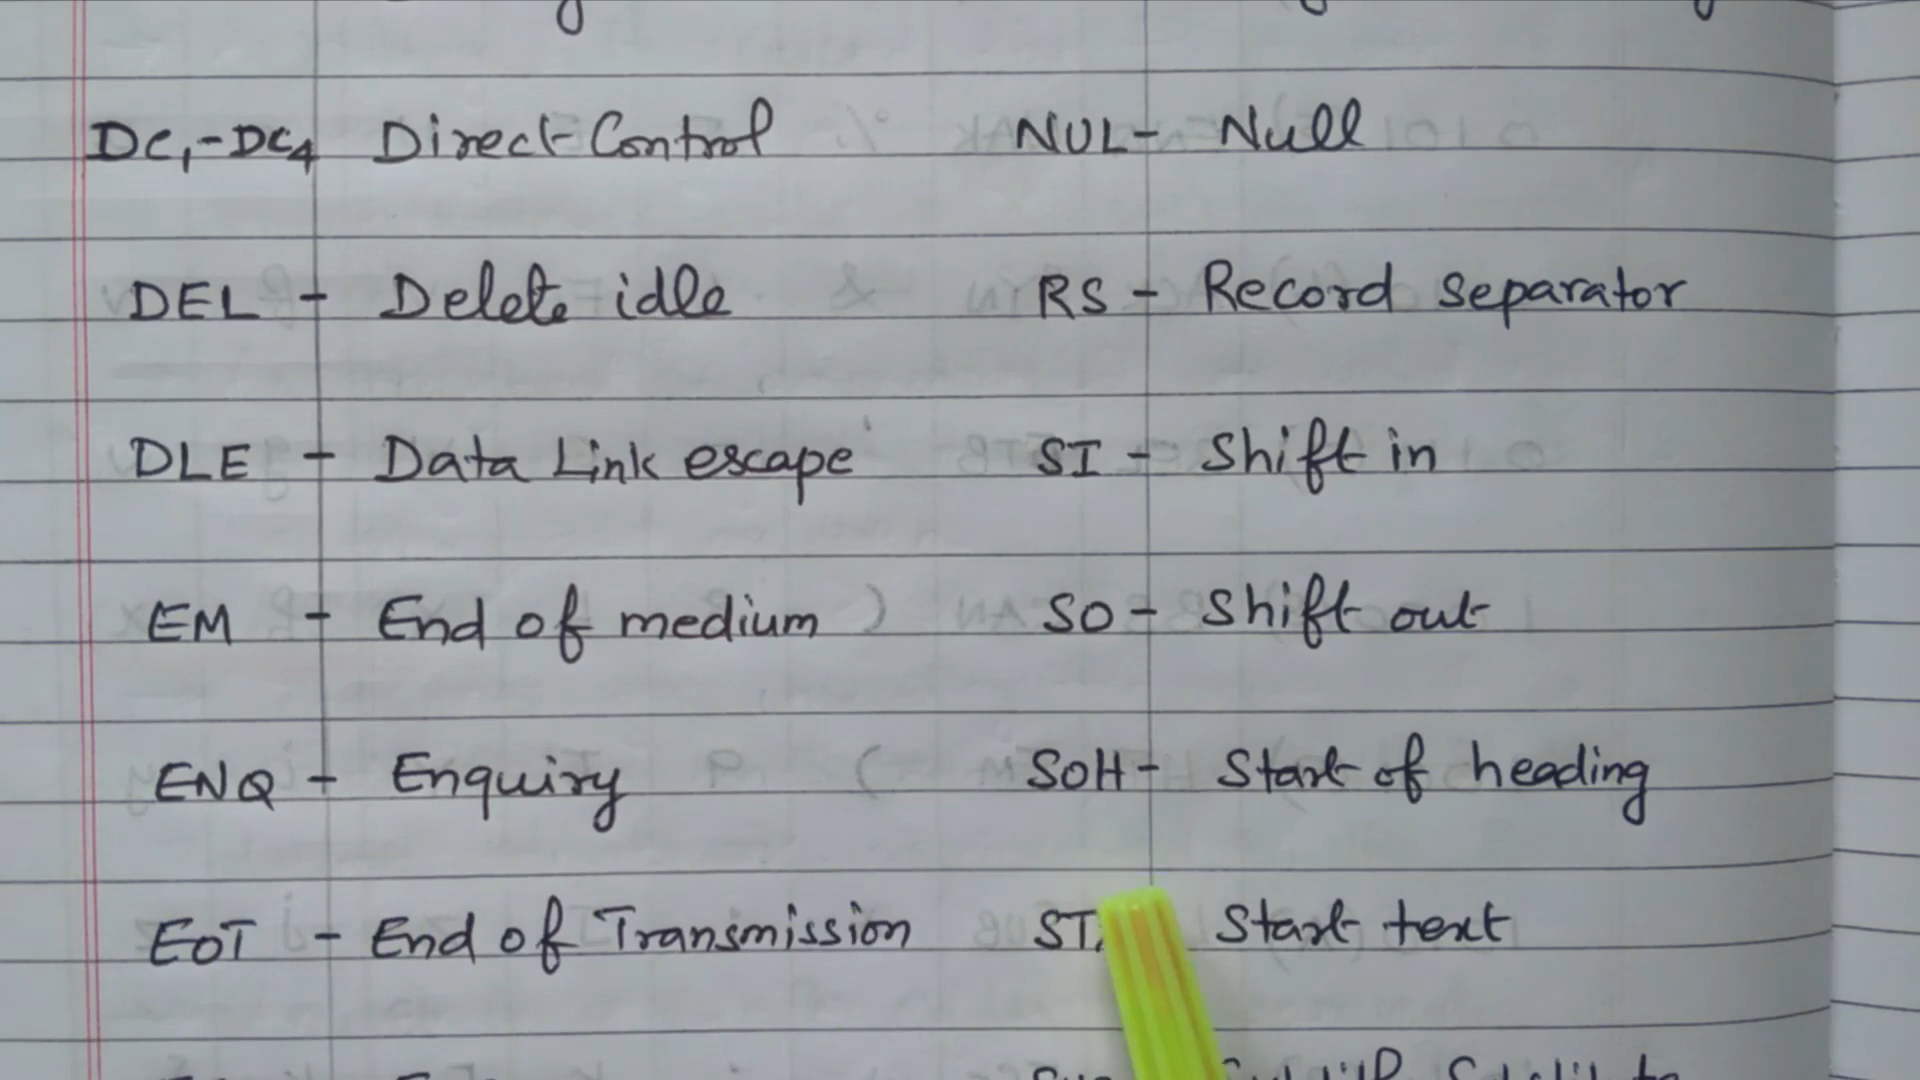 DC₁-DC₄ Direct Control NUL- Null
DEL - Delete idle RS - Record separator
DLE - Data Link escape SI - Shift in
EM - End of medium SO - Shift out
ENQ - Enquiry SOH- Start of heading
EOT - End of Transmission Start text